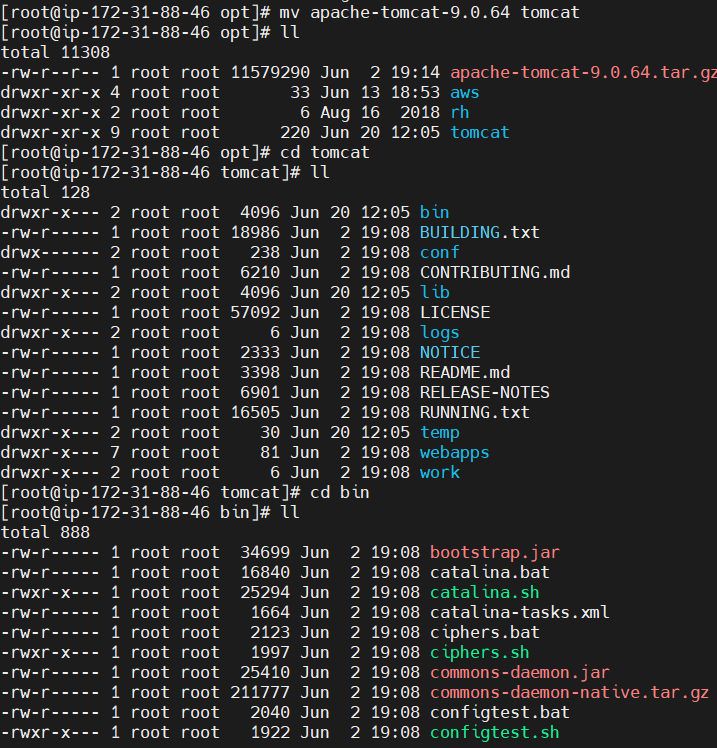 [root@ip-172-31-88-46 opt]# mv apache-tomcat-9.0.64 tomcat
[root@ip-172-31-88-46 opt]# ll
total 11308
-rw-r--r-- 1 root root 11579290 Jun  2 19:14 apache-tomcat-9.0.64.tar.gz
drwxr-xr-x 4 root root       33 Jun 13 18:53 aws
drwxr-xr-x 2 root root        6 Aug 16  2018 rh
drwxr-xr-x 9 root root      220 Jun 20 12:05 tomcat
[root@ip-172-31-88-46 opt]# cd tomcat
[root@ip-172-31-88-46 tomcat]# ll
total 128
drwxr-x--- 2 root root  4096 Jun 20 12:05 bin
-rw-r----- 1 root root 18986 Jun  2 19:08 BUILDING.txt
drwx------ 2 root root   238 Jun  2 19:08 conf
-rw-r----- 1 root root  6210 Jun  2 19:08 CONTRIBUTING.md
drwxr-x--- 2 root root  4096 Jun 20 12:05 lib
-rw-r----- 1 root root 57092 Jun  2 19:08 LICENSE
drwxr-x--- 2 root root     6 Jun  2 19:08 logs
-rw-r----- 1 root root  2333 Jun  2 19:08 NOTICE
-rw-r----- 1 root root  3398 Jun  2 19:08 README.md
-rw-r----- 1 root root  6901 Jun  2 19:08 RELEASE-NOTES
-rw-r----- 1 root root 16505 Jun  2 19:08 RUNNING.txt
drwxr-x--- 2 root root    30 Jun 20 12:05 temp
drwxr-x--- 7 root root    81 Jun  2 19:08 webapps
drwxr-x--- 2 root root     6 Jun  2 19:08 work
[root@ip-172-31-88-46 tomcat]# cd bin
[root@ip-172-31-88-46 bin]# ll
total 888
-rw-r----- 1 root root  34699 Jun  2 19:08 bootstrap.jar
-rw-r----- 1 root root  16840 Jun  2 19:08 catalina.bat
-rwxr-x--- 1 root root  25294 Jun  2 19:08 catalina.sh
-rw-r----- 1 root root   1664 Jun  2 19:08 catalina-tasks.xml
-rw-r----- 1 root root   2123 Jun  2 19:08 ciphers.bat
-rwxr-x--- 1 root root   1997 Jun  2 19:08 ciphers.sh
-rw-r----- 1 root root  25410 Jun  2 19:08 commons-daemon.jar
-rw-r----- 1 root root 211777 Jun  2 19:08 commons-daemon-native.tar.gz
-rw-r----- 1 root root   2040 Jun  2 19:08 configtest.bat
-rwxr-x--- 1 root root   1922 Jun  2 19:08 configtest.sh